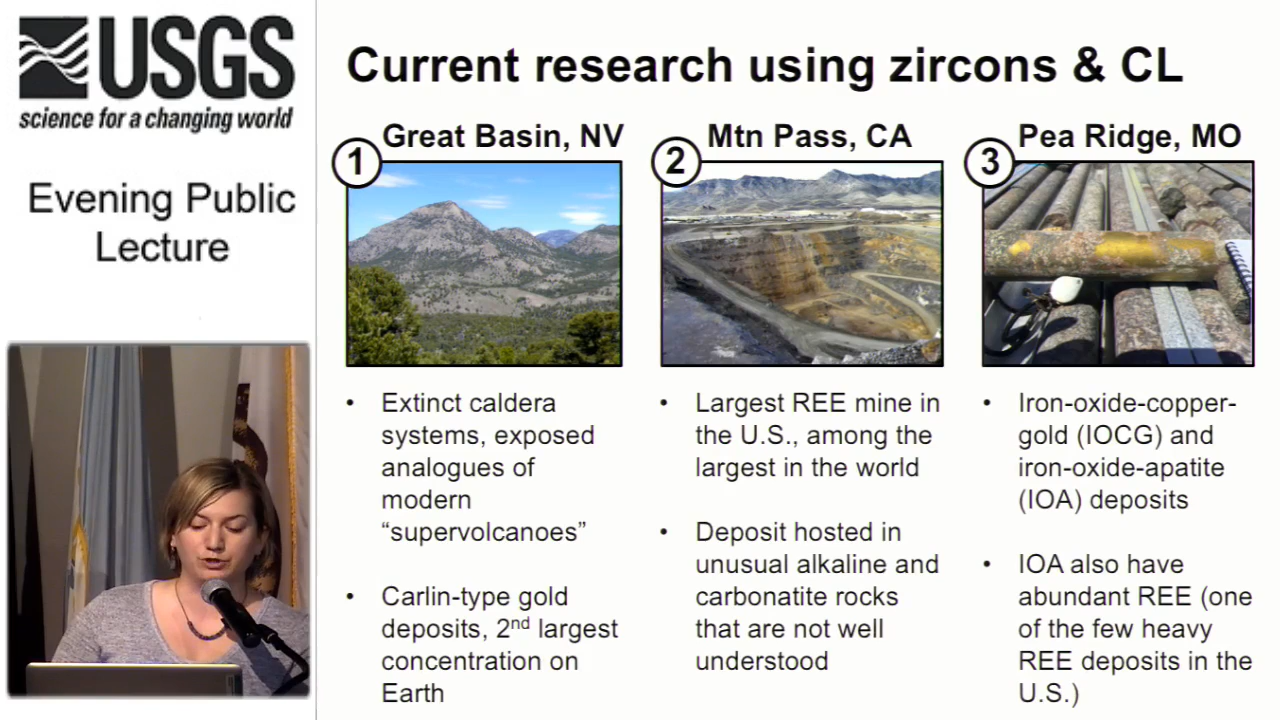 USGS
science for a changing world
Evening Public
Lecture
Current research using zircons & CL
1 Great Basin, NV
2 Mtn Pass, CA
3 Pea Ridge, MO
• Extinct caldera
systems, exposed
analogues of
modern
“supervolcanoes”
• Carlin-type gold
deposits, 2nd largest
concentration on
Earth
• Largest REE mine in
the U.S., among the
largest in the world
• Deposit hosted in
unusual alkaline and
carbonatite rocks
that are not well
understood
• Iron-oxide-copper-
gold (IOCG) and
iron-oxide-apatite
(IOA) deposits
• IOA also have
abundant REE (one
of the few heavy
REE deposits in the
U.S.)